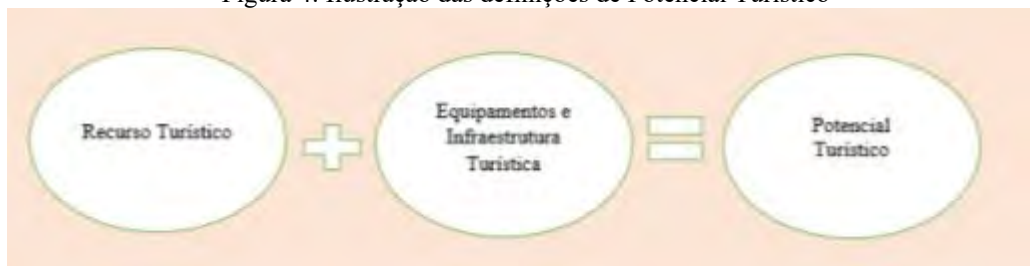 Figura 4: Ilustração das definições de Potencial Turístico
Recurso Turístico
Equipamentos e
Infraestrutura
Turística
Potencial
Turístico